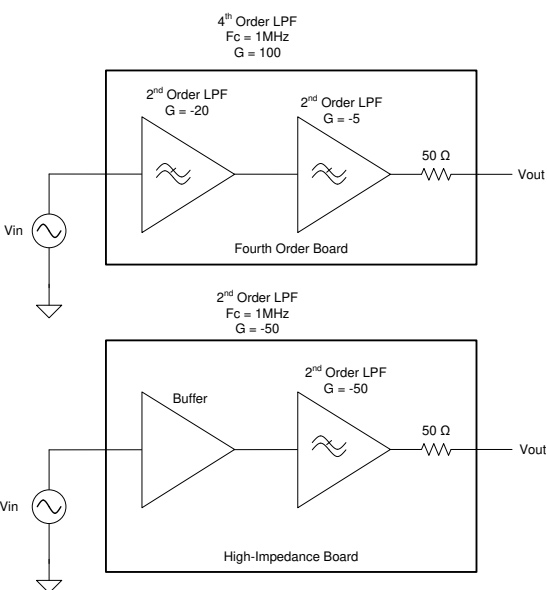 4th Order LPF
Fc = 1MHz
G = 100
2nd Order LPF
G = -20
2nd Order LPF
G = -5
50 Ω
Vout
Vin
Fourth Order Board
2nd Order LPF
Fc = 1MHz
G = -50
2nd Order LPF
G = -50
Buffer
50 Ω
Vout
Vin
High-Impedance Board